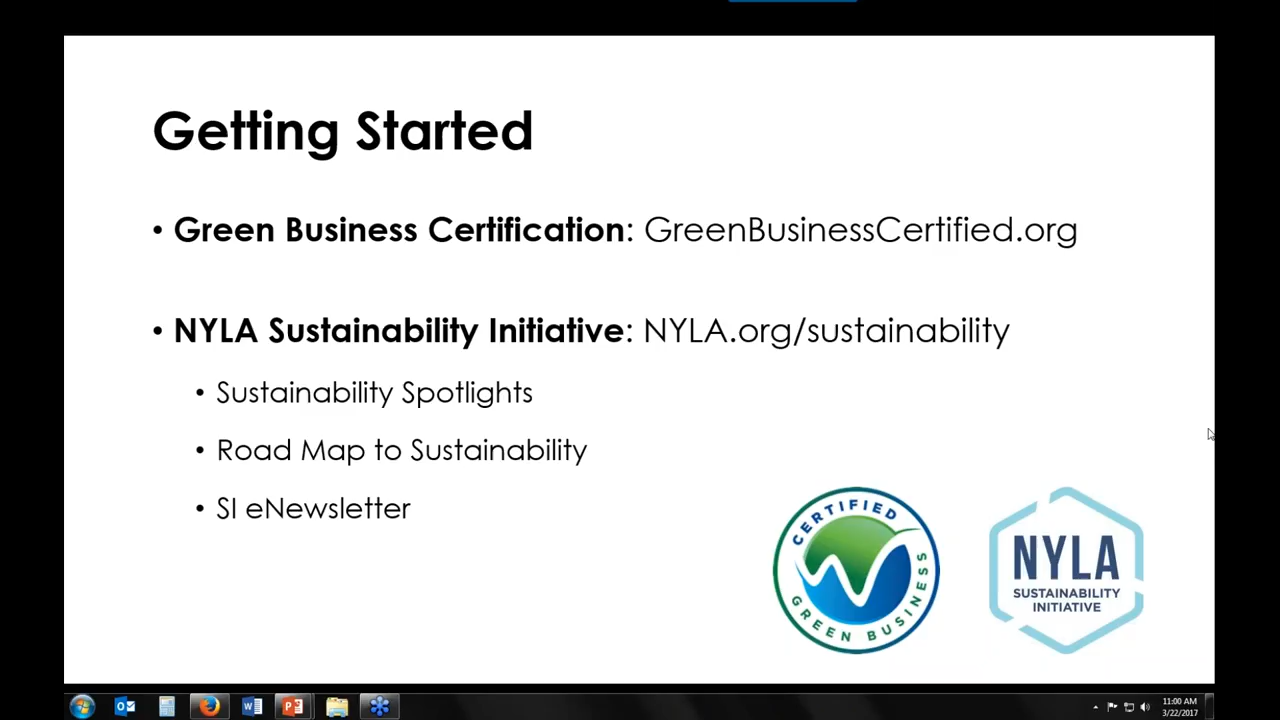 Getting Started
• Green Business Certification: GreenBusinessCertified.org
• NYLA Sustainability Initiative: NYLA.org/sustainability
• Sustainability Spotlights
• Road Map to Sustainability
• SI eNewsletter
CERTIFIED
GREEN BUSINESS
NYLA
SUSTAINABILITY
INITIATIVE
11:00 AM
3/22/2017